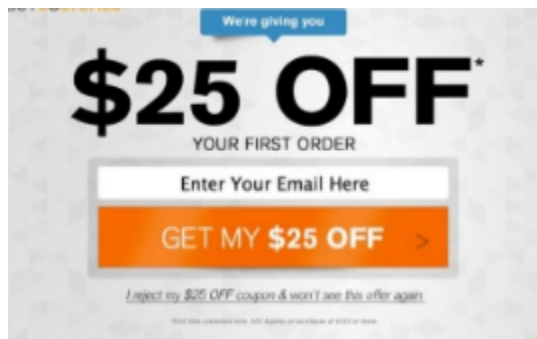 We're giving you
$25 OFF*
YOUR FIRST ORDER
Enter Your Email Here
GET MY $25 OFF >
I reject my $25 OFF coupon & won't see this offer again